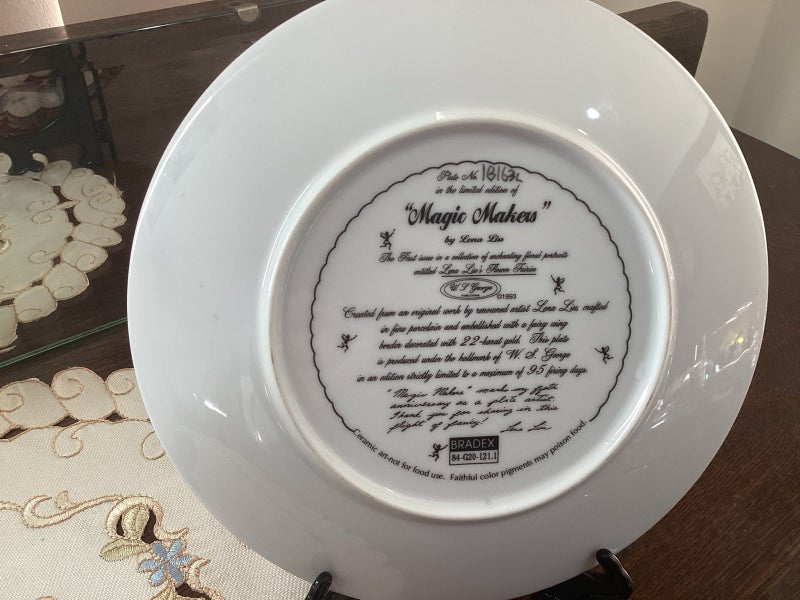 Plate No.
in the limited edition of
"Magic Makers"
by Lena Liu
The First issue in a collection of enchanting floral portraits
entitled Lena Liu's Flower Fairies
W. S. George
©1993
Created from an original work by renowned artist Lena Liu, crafted
in fine porcelain and embellished with a fairy wing
border decorated with 22-karat gold. This plate
is produced under the hallmark of W. S. George
in an edition strictly limited to a maximum of 95 firing days.
"Magic Makers" marks my fifth
anniversary as a plate artist.
Thank you for sharing in this
flight of fancy! Lena Liu
BRADEX
84-G20-121.1
Ceramic art-not for food use. Faithful color pigments may poison food.